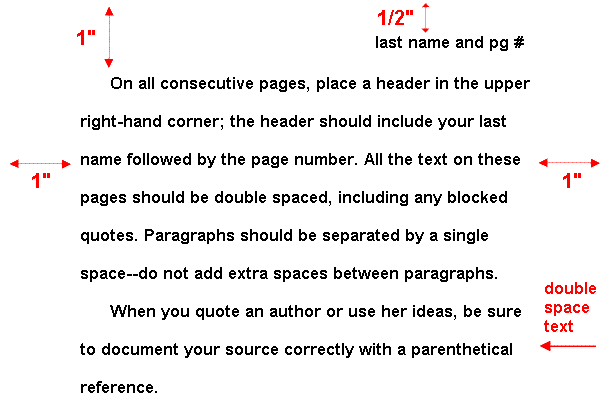 1/2"
1"
last name and pg #
On all consecutive pages, place a header in the upper
right-hand corner; the header should include your last
name followed by the page number. All the text on these
1"
1"
pages should be double spaced, including any blocked
quotes. Paragraphs should be separated by a single
space--do not add extra spaces between paragraphs.
double
space
text
When you quote an author or use her ideas, be sure
to document your source correctly with a parenthetical
reference.